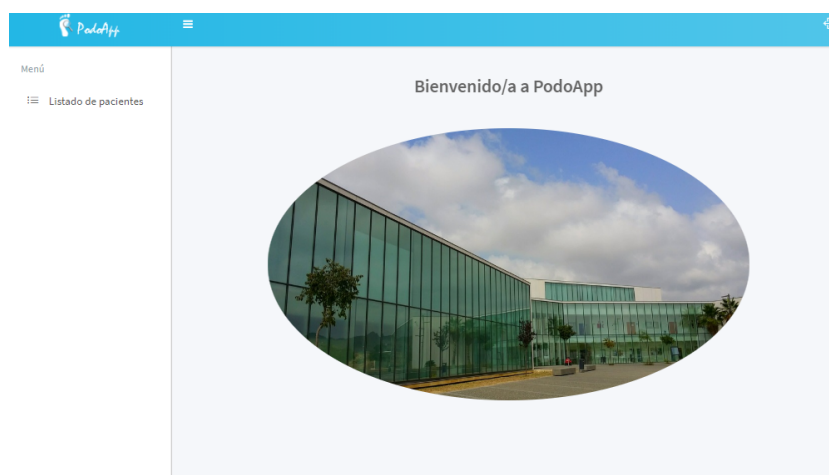 PodoApp
Menú
Listado de pacientes
Bienvenido/a a PodoApp